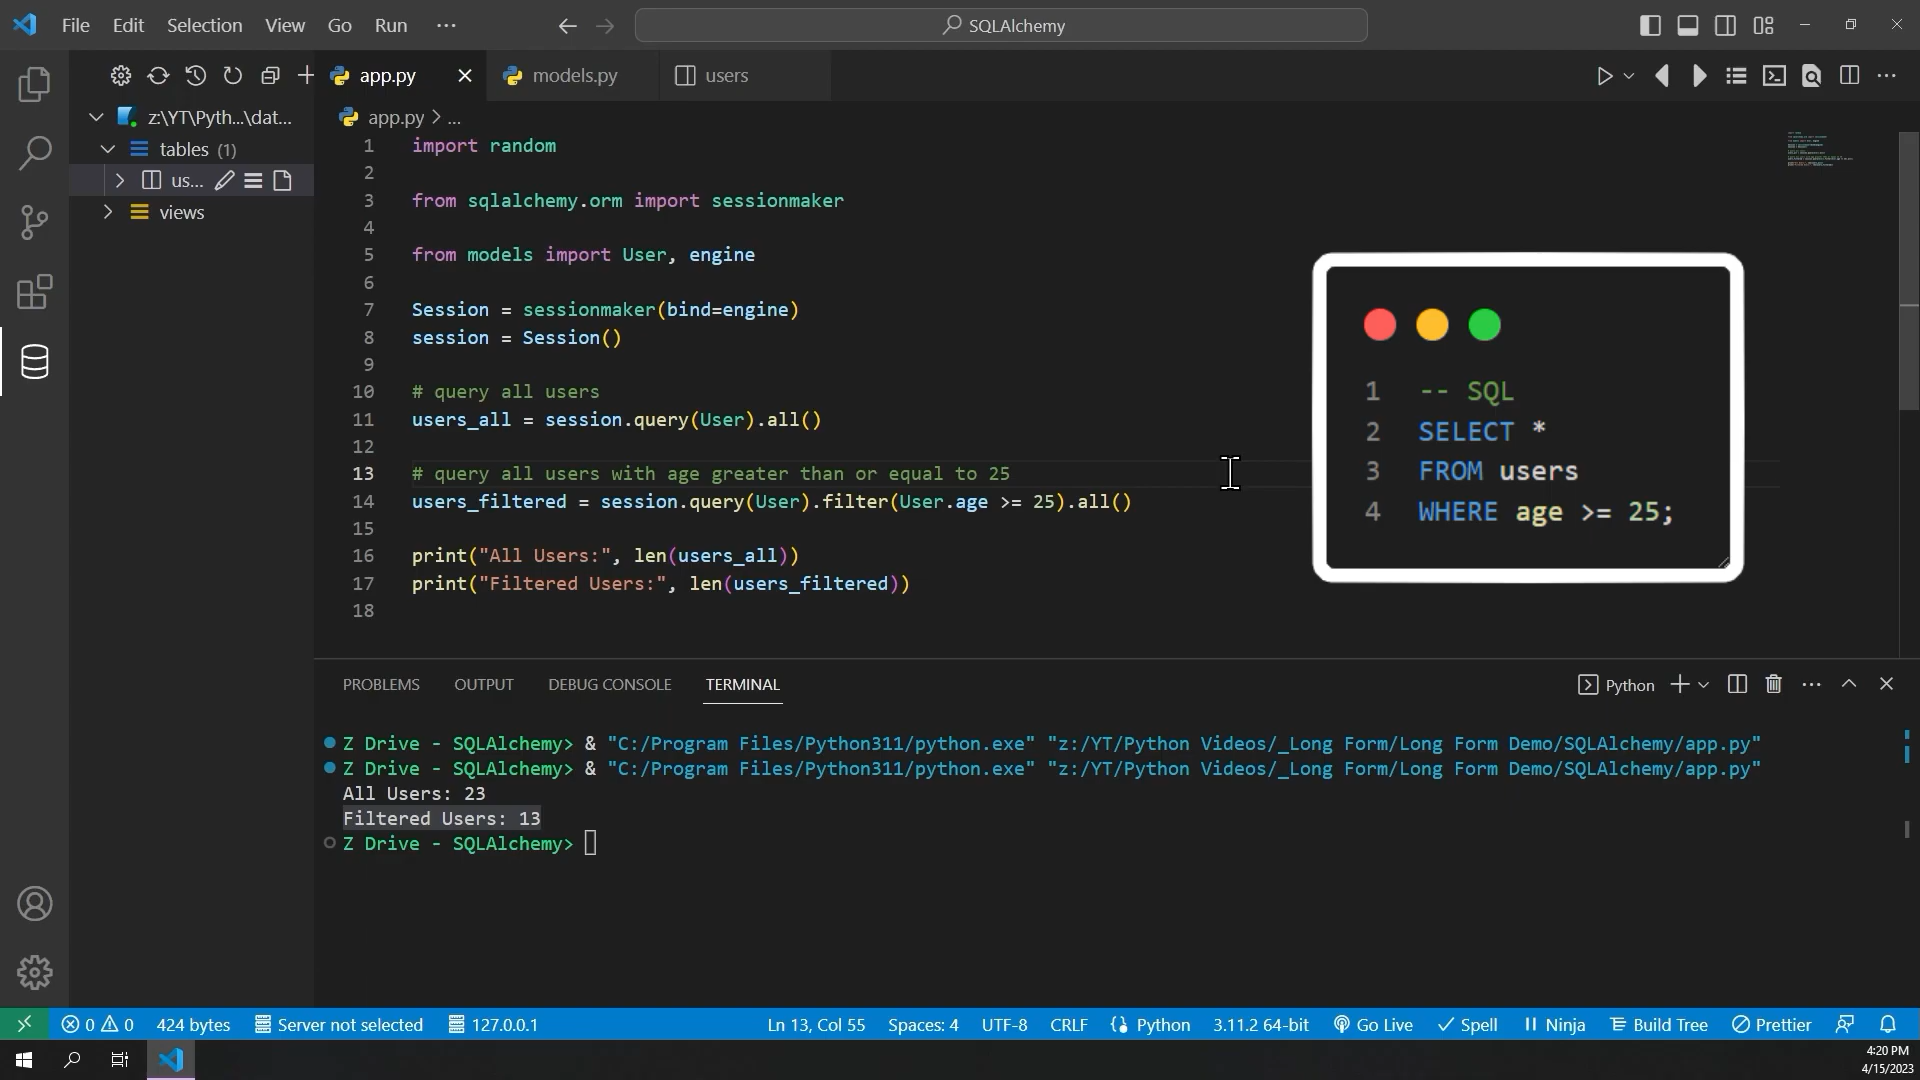 File Edit Selection View Go Run ···
SQLAlchemy
app.py
models.py
users
z:\YT\Pyth...\dat...
tables (1)
us...
views
app.py > ...
1 import random
2
3 from sqlalchemy.orm import sessionmaker
4
5 from models import User, engine
6
7 Session = sessionmaker(bind=engine)
8 session = Session()
9
10 # query all users
11 users_all = session.query(User).all()
12
13 # query all users with age greater than or equal to 25
14 users_filtered = session.query(User).filter(User.age >= 25).all()
15
16 print("All Users:", len(users_all))
17 print("Filtered Users:", len(users_filtered))
18
1 -- SQL
2 SELECT *
3 FROM users
4 WHERE age >= 25;
PROBLEMS OUTPUT DEBUG CONSOLE TERMINAL
Python
Z Drive - SQLAlchemy> & "C:/Program Files/Python311/python.exe" "z:/YT/Python Videos/_Long Form/Long Form Demo/SQLAlchemy/app.py"
Z Drive - SQLAlchemy> & "C:/Program Files/Python311/python.exe" "z:/YT/Python Videos/_Long Form/Long Form Demo/SQLAlchemy/app.py"
All Users: 23
Filtered Users: 13
Z Drive - SQLAlchemy>
0 0 424 bytes Server not selected 127.0.0.1 Ln 13, Col 55 Spaces: 4 UTF-8 CRLF Python 3.11.2 64-bit Go Live Spell Ninja Build Tree Prettier
4:20 PM
4/15/2023